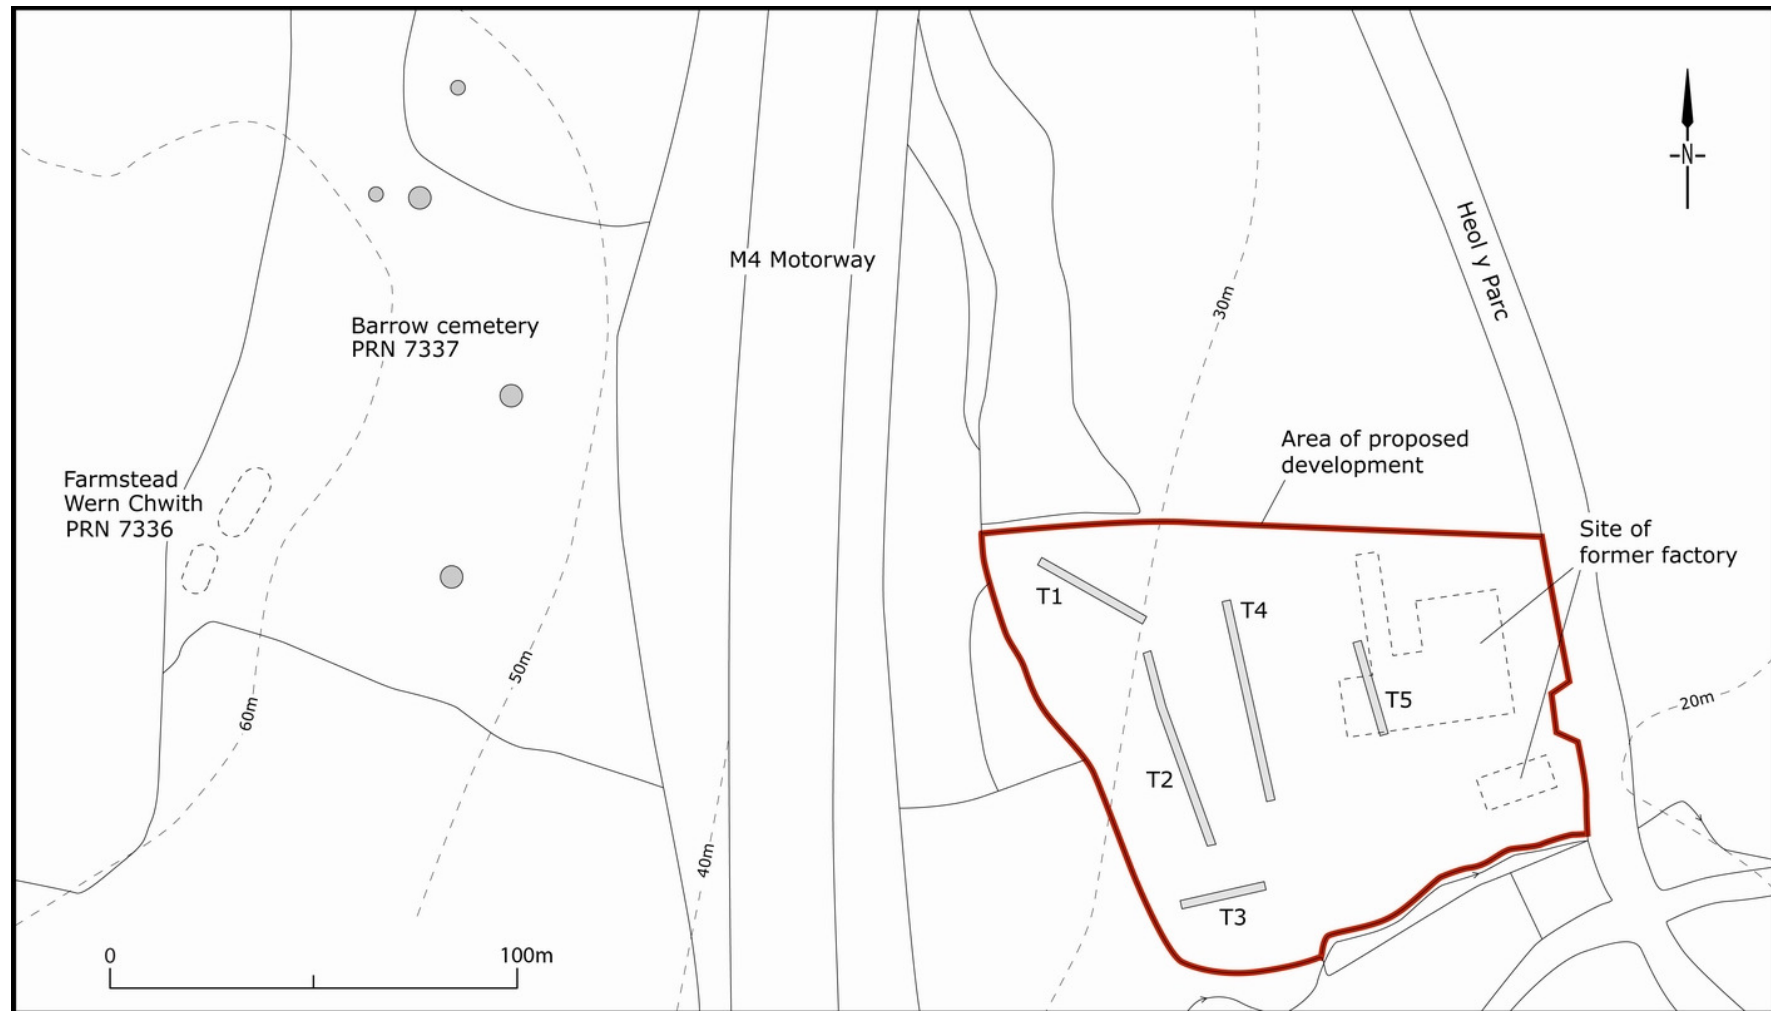 N
M4 Motorway
Heol y Parc
30m
Barrow cemetery
PRN 7337
Area of proposed
development
Farmstead
Wern Chwith
PRN 7336
Site of
former factory
T1
T4
50m
60m
T5
20m
T2
40m
T3
0
100m